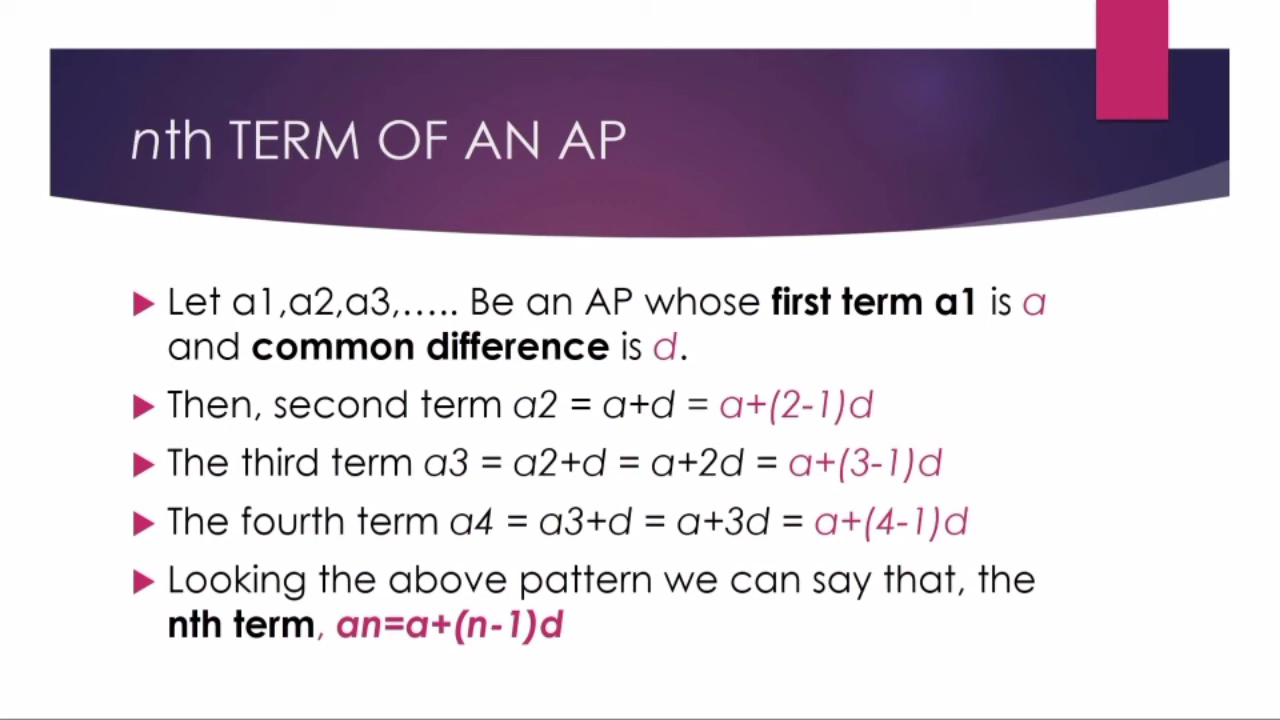 nth TERM OF AN AP
Let a1,a2,a3,….. Be an AP whose first term a1 is a
and common difference is d.
Then, second term a2 = a+d = a+(2-1)d
The third term a3 = a2+d = a+2d = a+(3-1)d
The fourth term a4 = a3+d = a+3d = a+(4-1)d
Looking the above pattern we can say that, the
nth term, an=a+(n-1)d